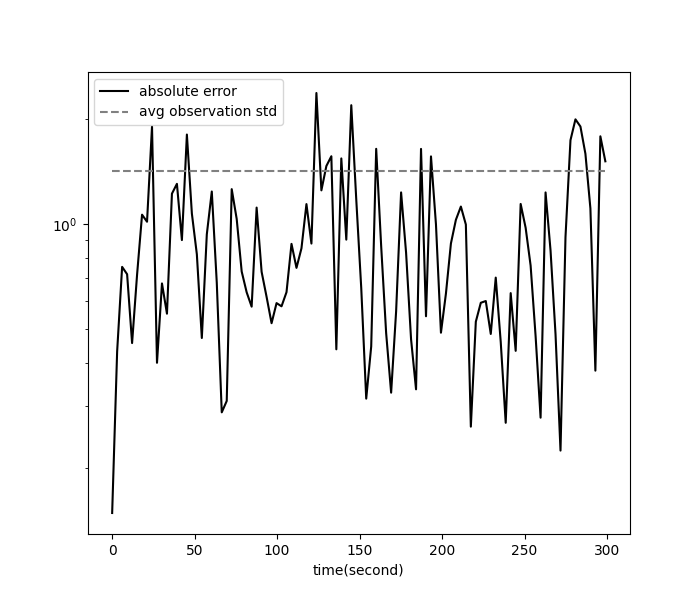 absolute error
avg observation std
10⁰
0 50 100 150 200 250 300
time(second)